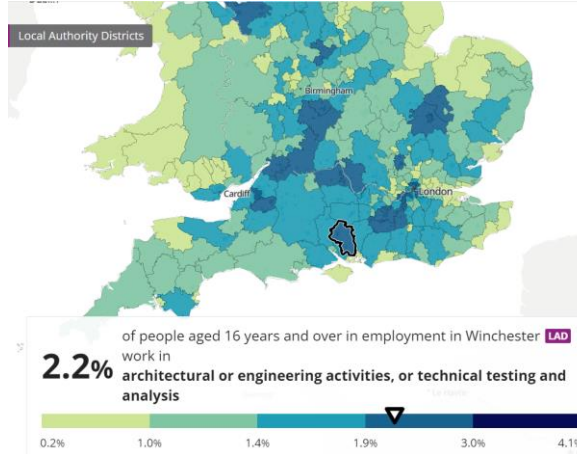 Local Authority Districts
Birmingham
Cardiff
London
of people aged 16 years and over in employment in Winchester LAD
work in
2.2%
architectural or engineering activities, or technical testing and
analysis
0.2% 1.0% 1.4% 1.9% 3.0% 4.1%